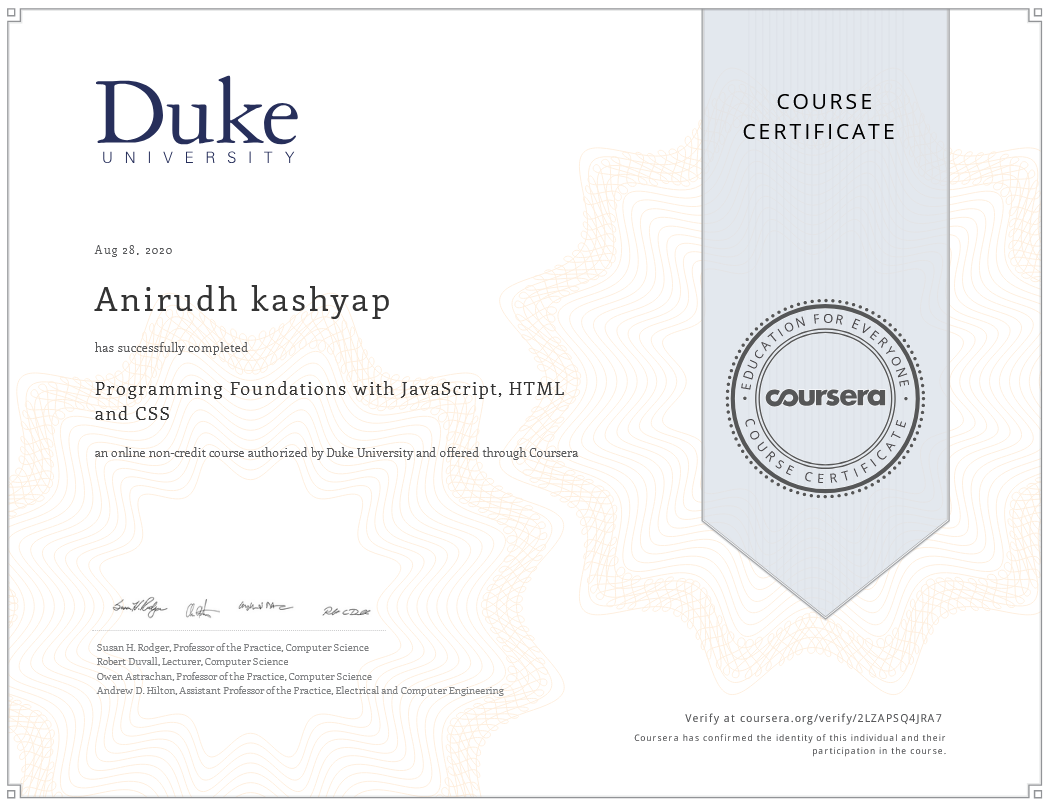 Duke
UNIVERSITY
COURSE
CERTIFICATE
Aug 28, 2020
Anirudh kashyap
has successfully completed
Programming Foundations with JavaScript, HTML
and CSS
an online non-credit course authorized by Duke University and offered through Coursera
EDUCATION FOR EVERYONE
coursera
COURSE CERTIFICATE
Susan H. Rodger, Professor of the Practice, Computer Science
Robert Duvall, Lecturer, Computer Science
Owen Astrachan, Professor of the Practice, Computer Science
Andrew D. Hilton, Assistant Professor of the Practice, Electrical and Computer Engineering
Verify at coursera.org/verify/2LZAPSQ4JRA7
Coursera has confirmed the identity of this individual and their
participation in the course.